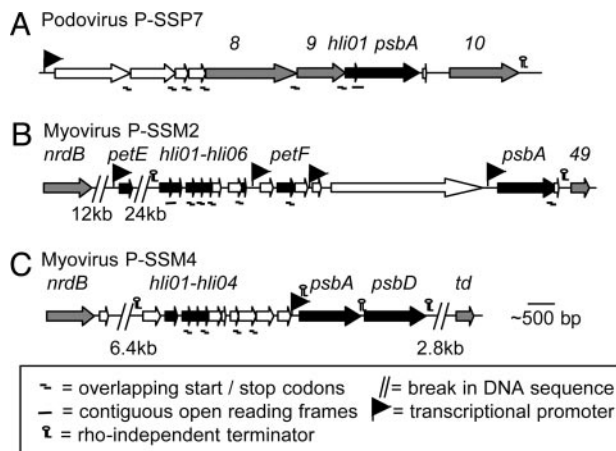 A Podovirus P-SSP7
8 9 hli01 psbA 10
B Myovirus P-SSM2
nrdB petE hli01-hli06 petF psbA 49
12kb 24kb
C Myovirus P-SSM4
nrdB hli01-hli04 psbA psbD td
6.4kb 2.8kb ~500 bp
= overlapping start / stop codons //= break in DNA sequence
= contiguous open reading frames = transcriptional promoter
= rho-independent terminator